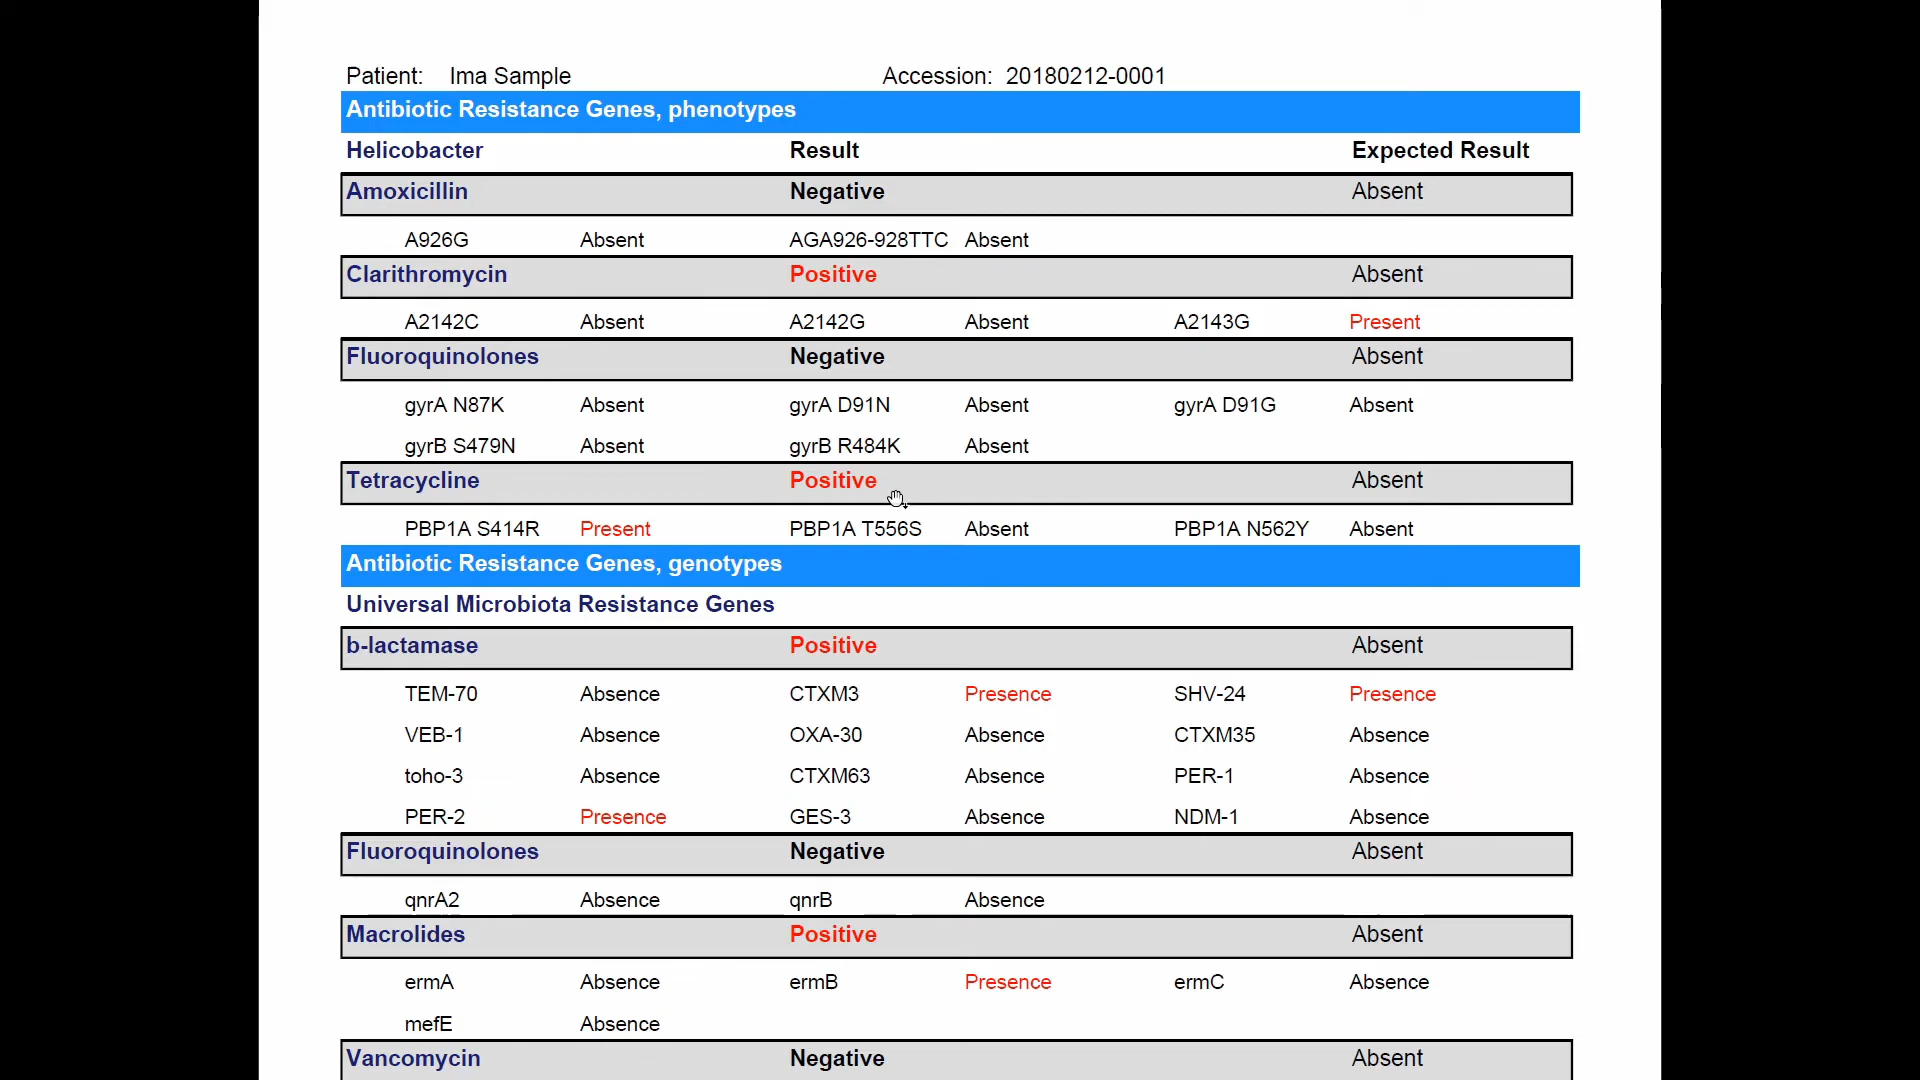 Patient: Ima Sample Accession: 20180212-0001
Antibiotic Resistance Genes, phenotypes
Helicobacter Result Expected Result
Amoxicillin Negative Absent
A926G Absent AGA926-928TTC Absent
Clarithromycin Positive Absent
A2142C Absent A2142G Absent A2143G Present
Fluoroquinolones Negative Absent
gyrA N87K Absent gyrA D91N Absent gyrA D91G Absent
gyrB S479N Absent gyrB R484K Absent
Tetracycline Positive Absent
PBP1A S414R Present PBP1A T556S Absent PBP1A N562Y Absent
Antibiotic Resistance Genes, genotypes
Universal Microbiota Resistance Genes
b-lactamase Positive Absent
TEM-70 Absence CTXM3 Presence SHV-24 Presence
VEB-1 Absence OXA-30 Absence CTXM35 Absence
toho-3 Absence CTXM63 Absence PER-1 Absence
PER-2 Presence GES-3 Absence NDM-1 Absence
Fluoroquinolones Negative Absent
qnrA2 Absence qnrB Absence
Macrolides Positive Absent
ermA Absence ermB Presence ermC Absence
mefE Absence
Vancomycin Negative Absent